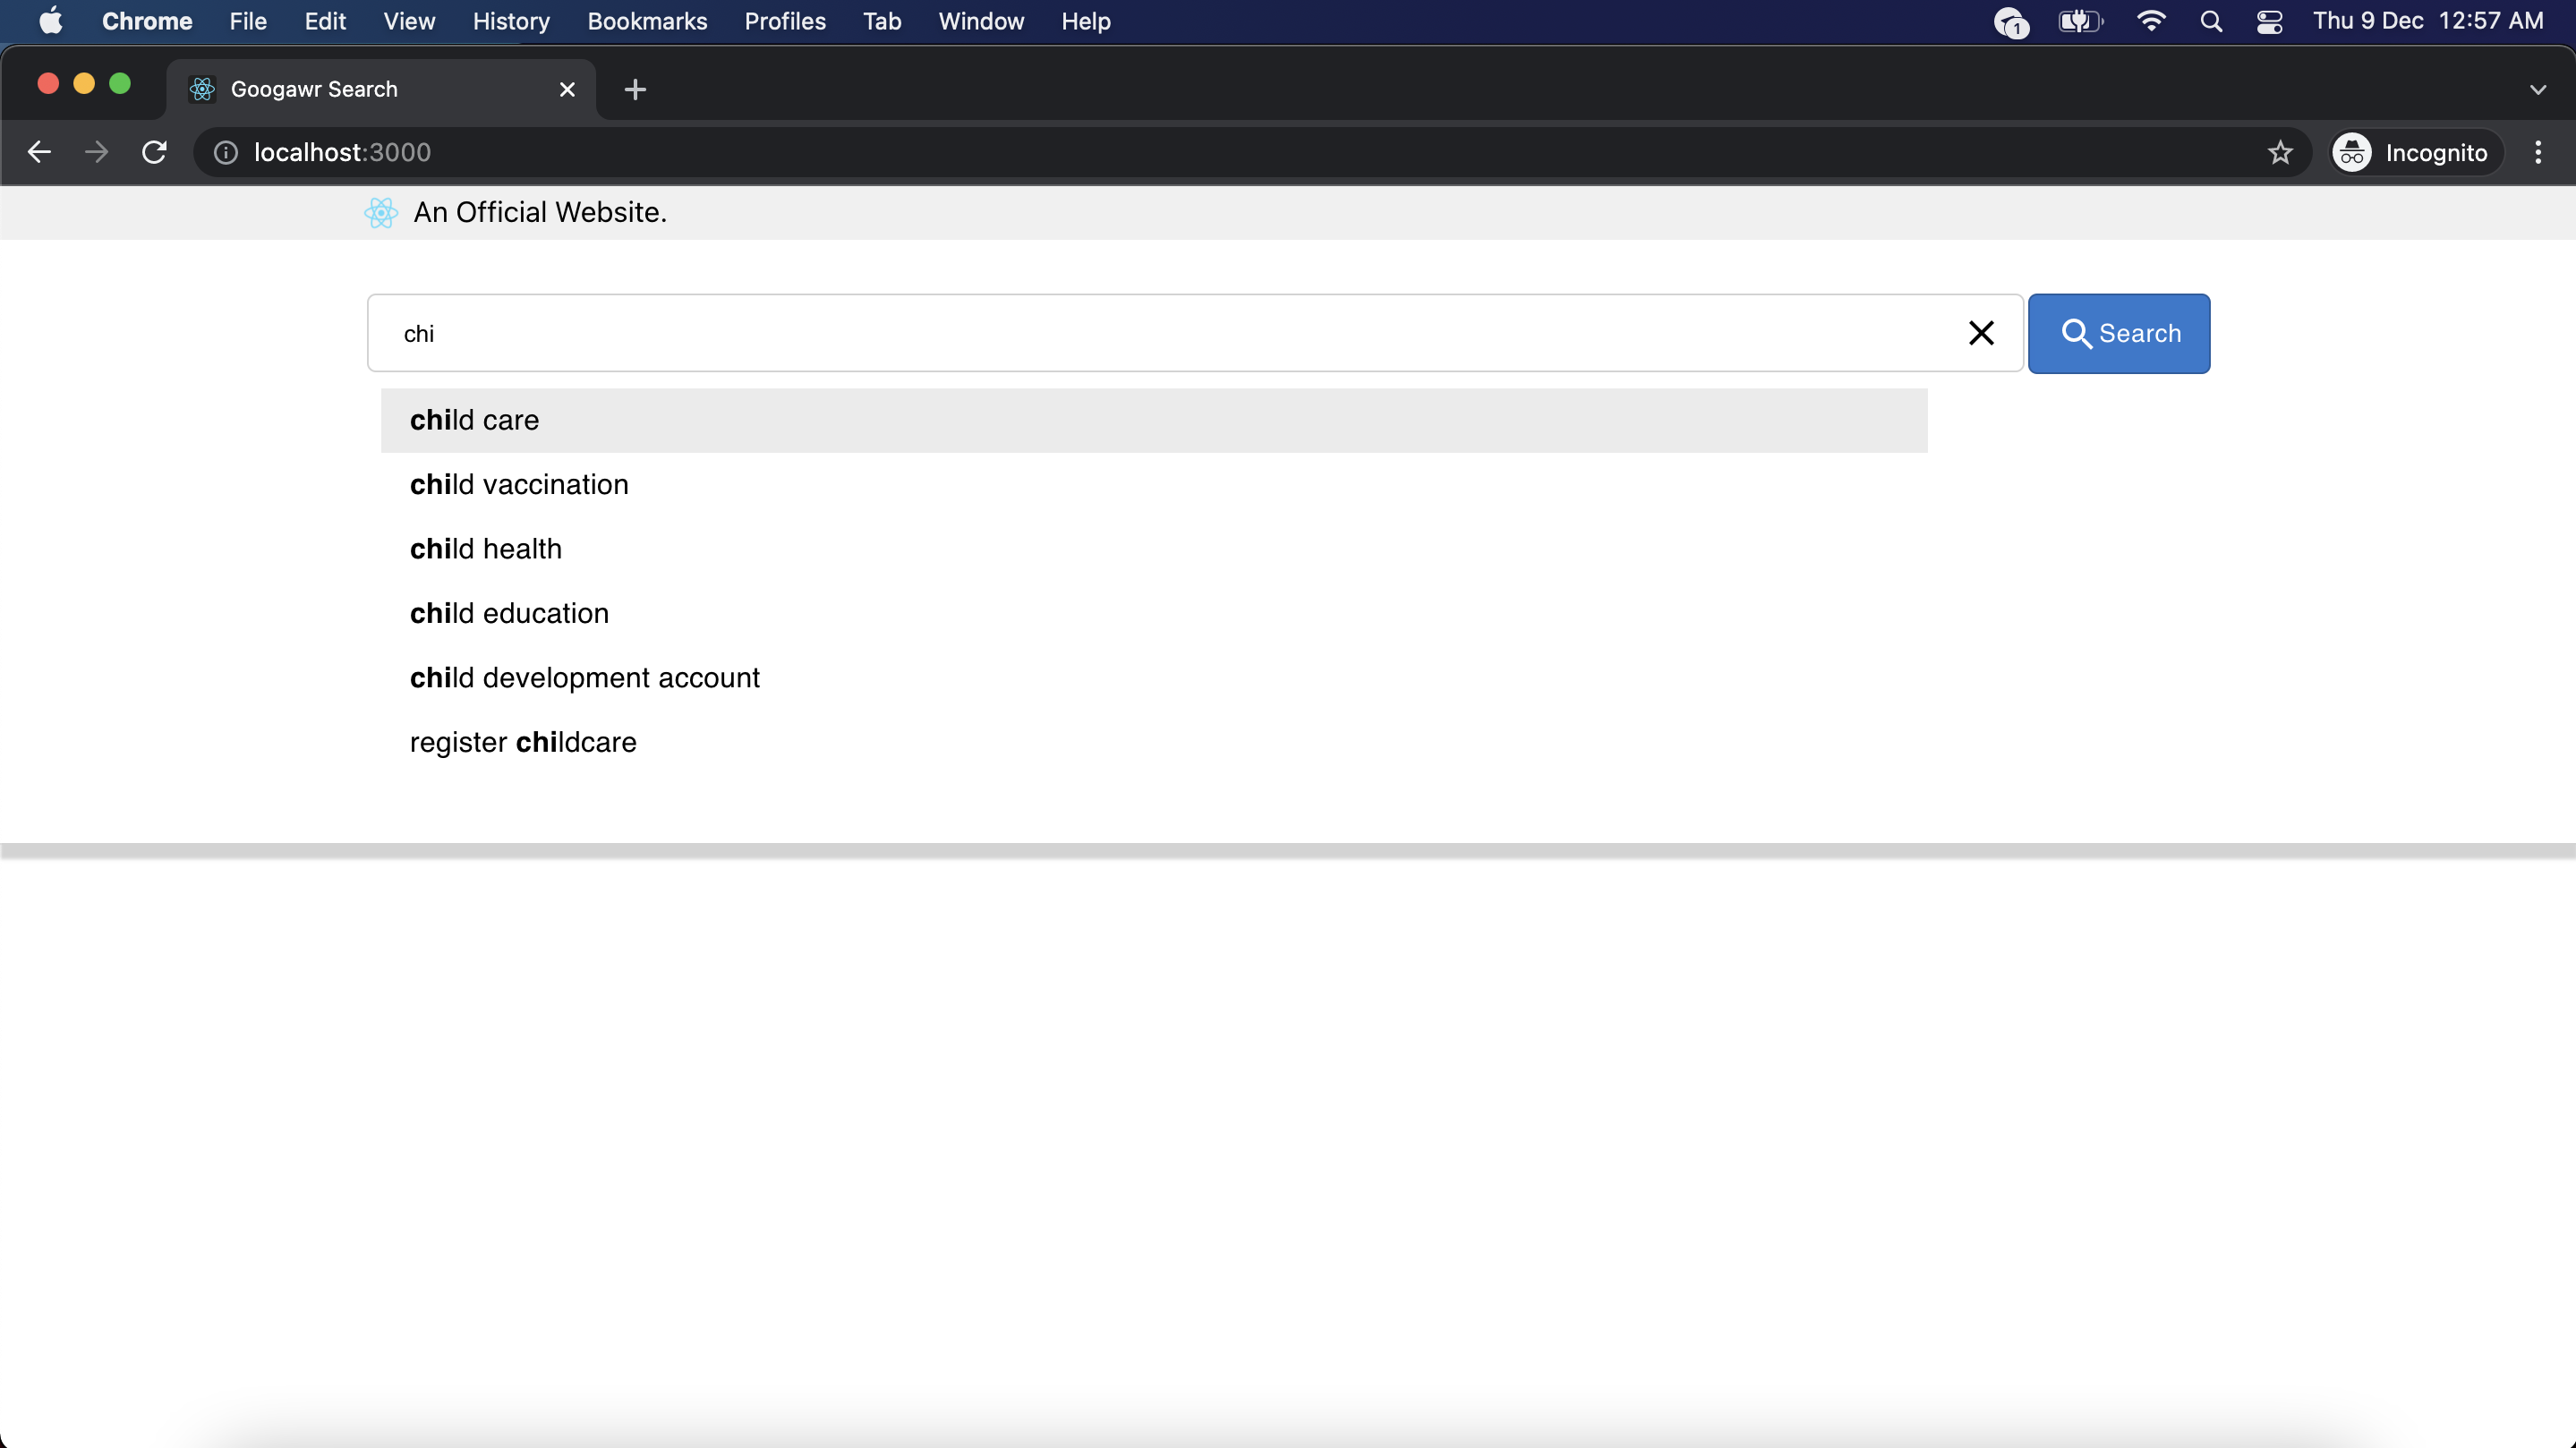 Chrome File Edit View History Bookmarks Profiles Tab Window Help 1 Thu 9 Dec 12:57 AM
Googawr Search
localhost:3000 Incognito
An Official Website.
chi Search
child care
child vaccination
child health
child education
child development account
register childcare